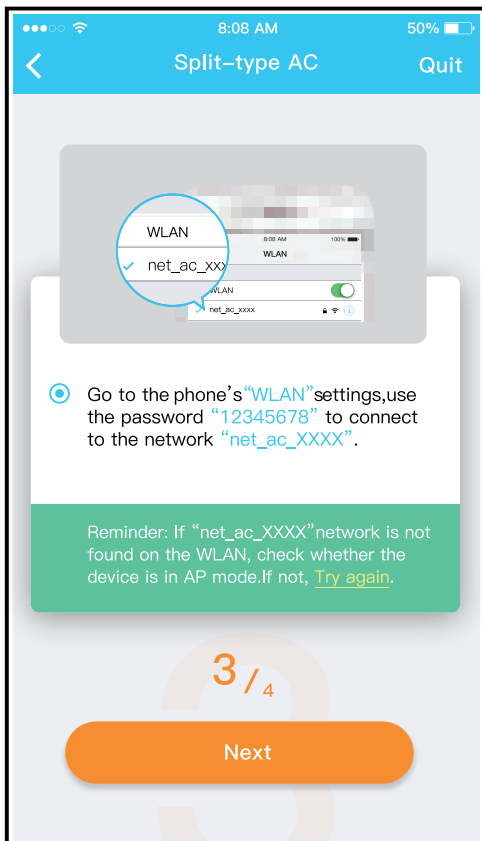 8:08 AM
50%
Split-type AC
Quit
WLAN
net_ac_xxx
8:08 AM
100%
WLAN
WLAN
net_ac_xxxx
Go to the phone’s“WLAN”settings,use
the password “12345678” to connect
to the network “net_ac_XXXX”.
Reminder: If “net_ac_XXXX”network is not
found on the WLAN, check whether the
device is in AP mode.If not, Try again.
3/4
Next
3